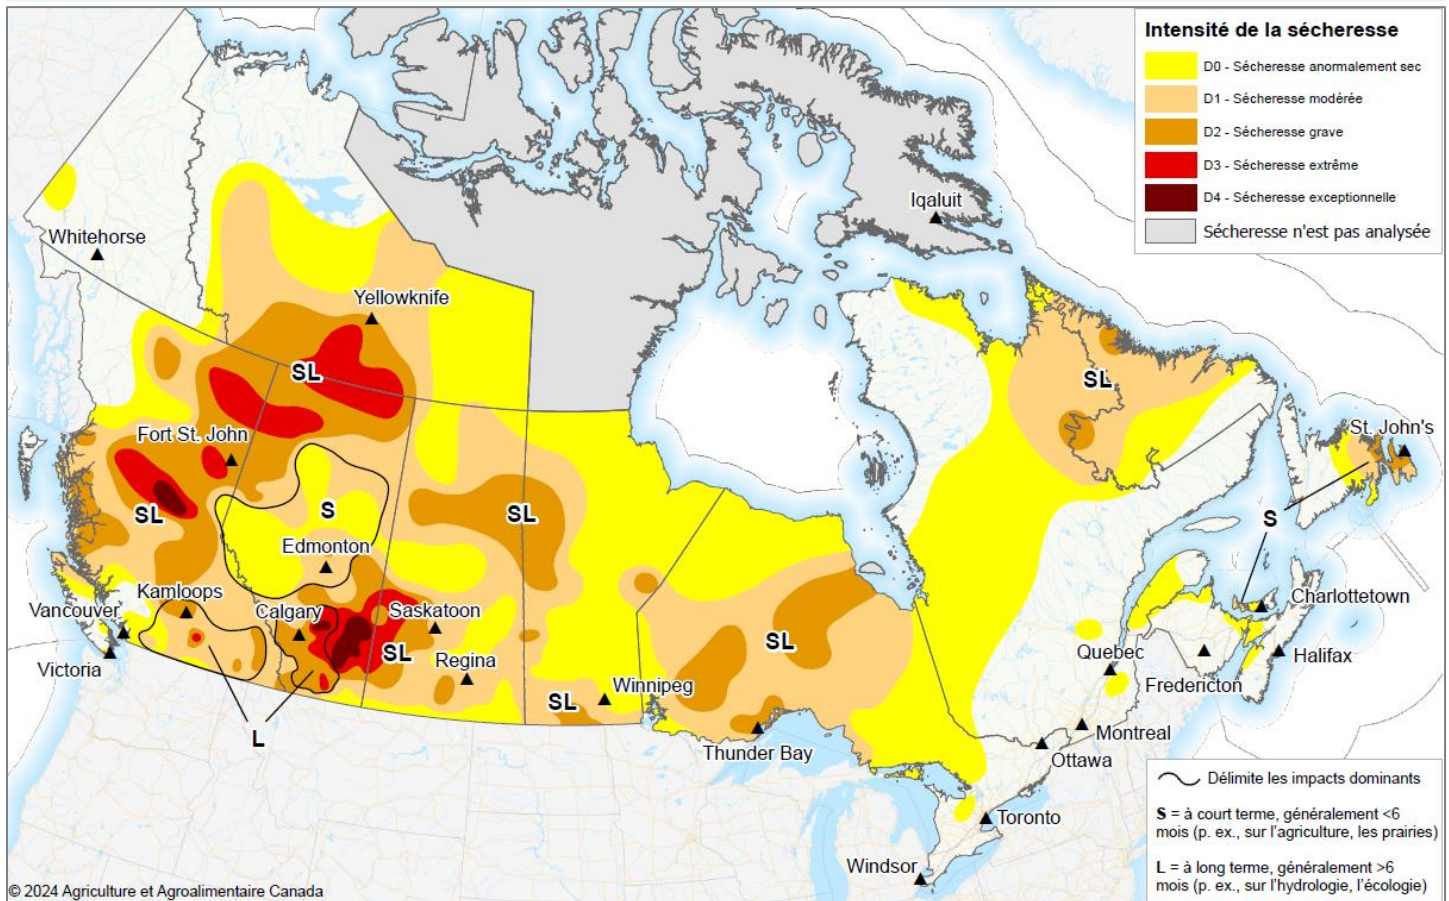 Intensité de la sécheresse
D0 - Sécheresse anormalement sec
D1 - Sécheresse modérée
D2 - Sécheresse grave
D3 - Sécheresse extrême
D4 - Sécheresse exceptionnelle
Sécheresse n'est pas analysée
Iqaluit
Whitehorse
Yellowknife
SL
SL
Fort St. John
St. John's
SL
S
SL
S
Edmonton
Kamloops
Charlottetown
Vancouver
Calgary
Saskatoon
SL
SL
Quebec
Halifax
Victoria
Regina
Fredericton
SL
Winnipeg
L
Montreal
Thunder Bay
Ottawa
Toronto
Windsor
Délimite les impacts dominants
S = à court terme, généralement <6
mois (p. ex., sur l'agriculture, les prairies)
L = à long terme, généralement >6
mois (p. ex., sur l'hydrologie, l'écologie)
© 2024 Agriculture et Agroalimentaire Canada